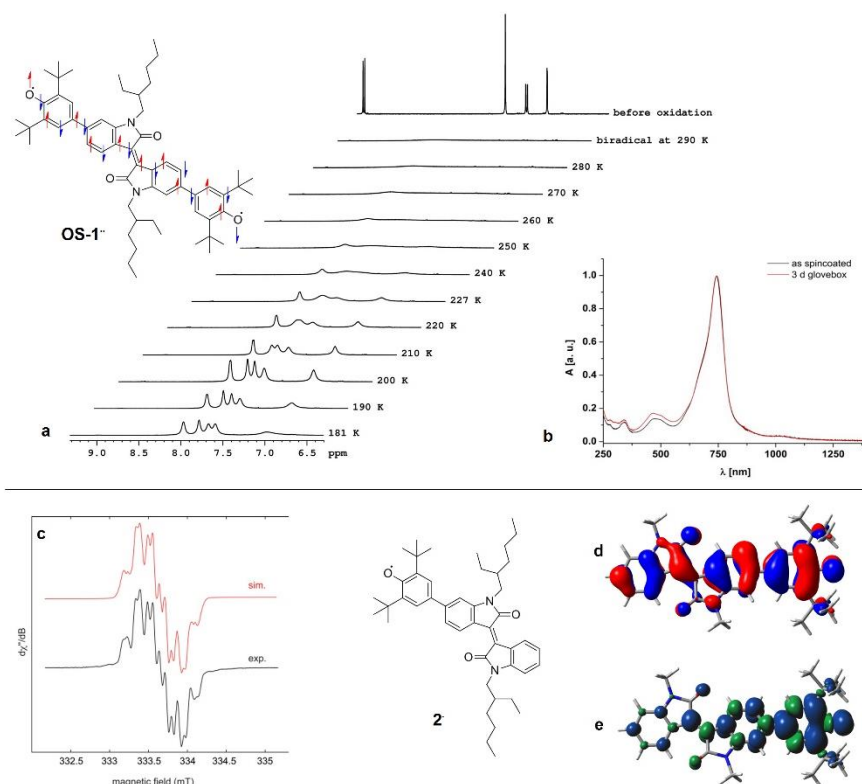 before oxidation
biradical at 290 K
280 K
270 K
260 K
250 K
240 K
227 K
220 K
210 K
200 K
190 K
181 K
9.0 8.5 8.0 7.5 7.0 6.5 ppm
a
O·
N
O
O
N
O·
OS-1··
as spincoated
3 d glovebox
A [a. u.]
1.0
0.8
0.6
0.4
0.2
0.0
250 500 750 1000 1250
λ [nm]
b
c
sim.
exp.
dχ"/dB
332.5 333 333.5 334 334.5 335
magnetic field (mT)
O·
N
O
O
N
2·
d
e